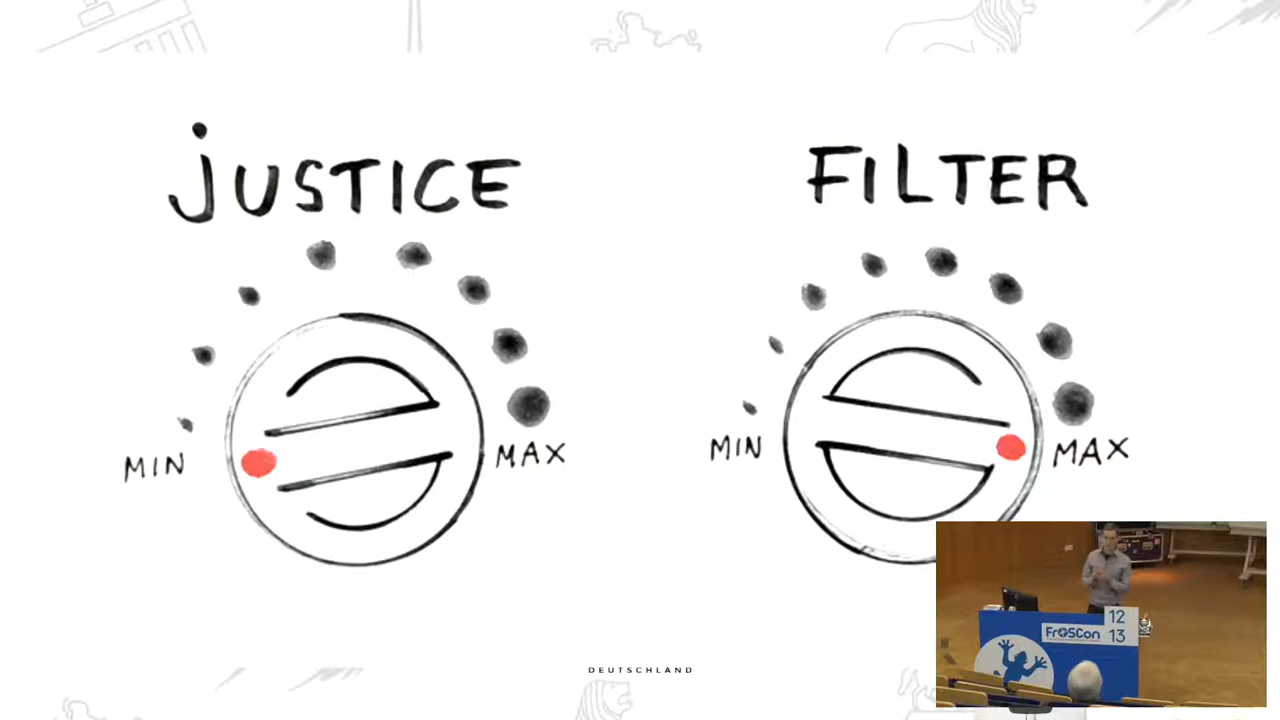 jUSTICE
FILTER
MIN
MAX
MIN
MAX
DEUTSCHLAND
FrOSCon
12
13